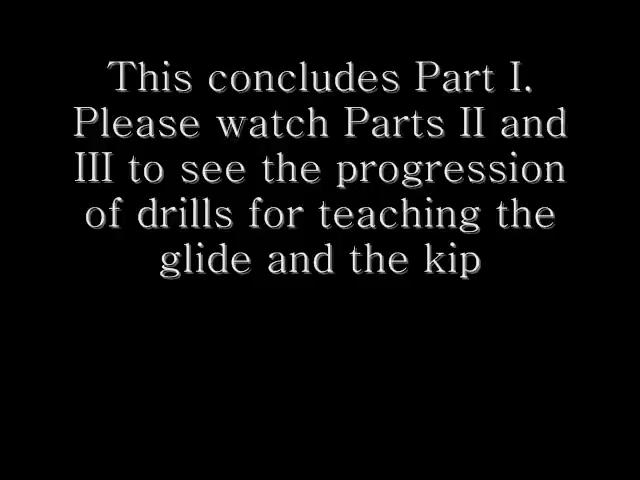 This concludes Part I.
Please watch Parts II and
III to see the progression
of drills for teaching the
glide and the kip